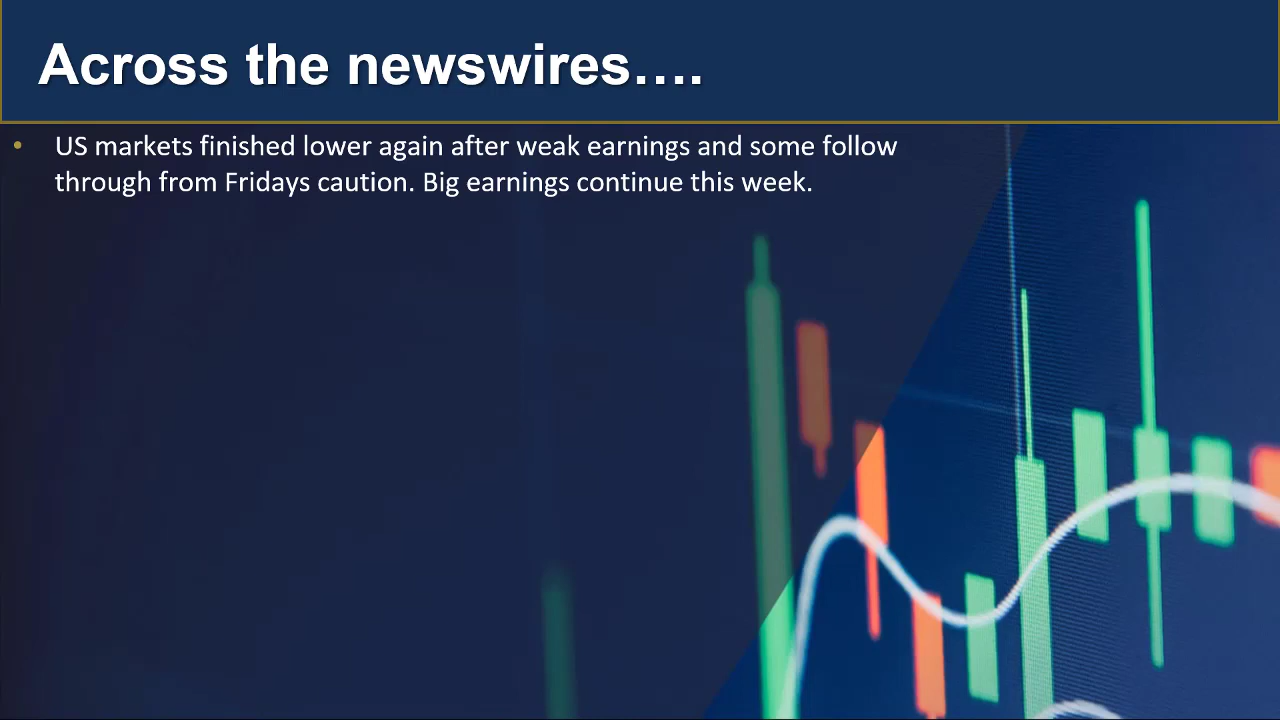 Across the newswires….
• US markets finished lower again after weak earnings and some follow
through from Fridays caution. Big earnings continue this week.